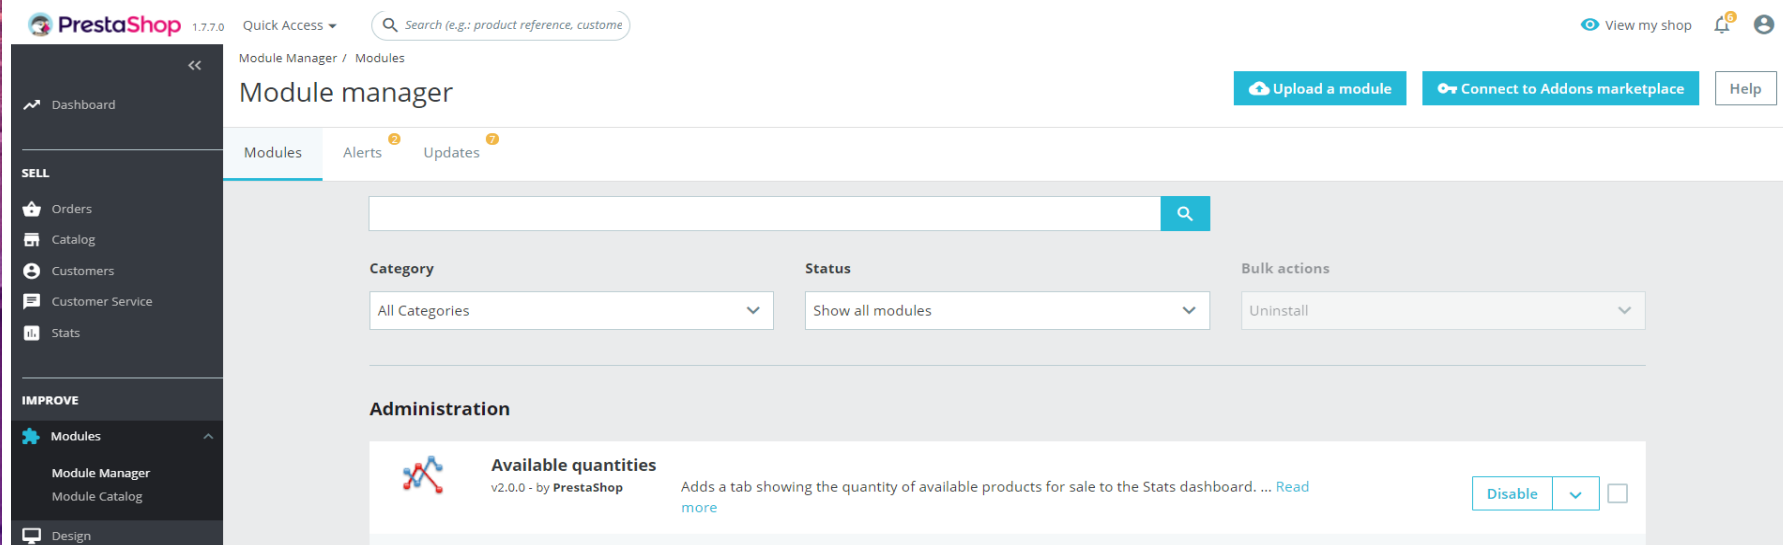 PrestaShop 1.7.7.0 Quick Access Search (e.g.: product reference, custome View my shop 6
Module Manager / Modules
Module manager
Upload a module Connect to Addons marketplace Help
Modules Alerts 2 Updates 7
Dashboard
SELL
Orders
Catalog
Customers
Customer Service
Stats
IMPROVE
Modules
Module Manager
Module Catalog
Design
Category Status Bulk actions
All Categories Show all modules Uninstall
Administration
Available quantities
v2.0.0 - by PrestaShop
Adds a tab showing the quantity of available products for sale to the Stats dashboard. ... Read
more
Disable